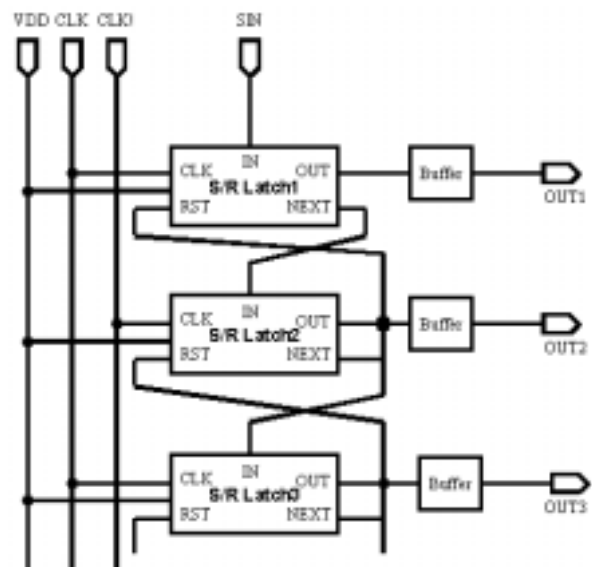 VDD CLK CLK) SIN
IN
CLK OUT
S/R Latch1
RST NEXT
Buffer
OUT1
IN
CLK OUT
S/R Latch2
RST NEXT
Buffer
OUT2
IN
CLK OUT
S/R Latch3
RST NEXT
Buffer
OUT3